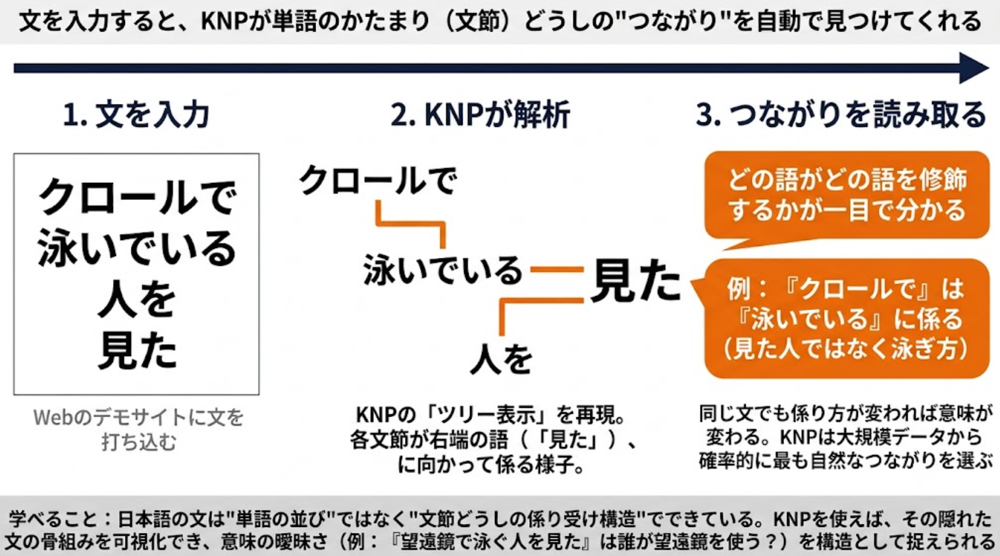 文を入力すると、KNPが単語のかたまり（文節）どうしの"つながり"を自動で見つけてくれる
1. 文を入力
クロールで
泳いでいる
人を
見た
Webのデモサイトに文を
打ち込む
2. KNPが解析
クロールで
泳いでいる
見た
人を
KNPの「ツリー表示」を再現。
各文節が右端の語（「見た」）、
に向かって係る様子。
3. つながりを読み取る
どの語がどの語を修飾
するかが一目で分かる
例：『クロールで』は
『泳いでいる』に係る
（見た人ではなく泳ぎ方）
同じ文でも係り方が変われば意味が
変わる。KNPは大規模データから
確率的に最も自然なつながりを選ぶ
学べること：日本語の文は"単語の並び"ではなく"文節どうしの係り受け構造"でできている。KNPを使えば、その隠れた
文の骨組みを可視化でき、意味の曖昧さ（例：『望遠鏡で泳ぐ人を見た』は誰が望遠鏡を使う？）を構造として捉えられる